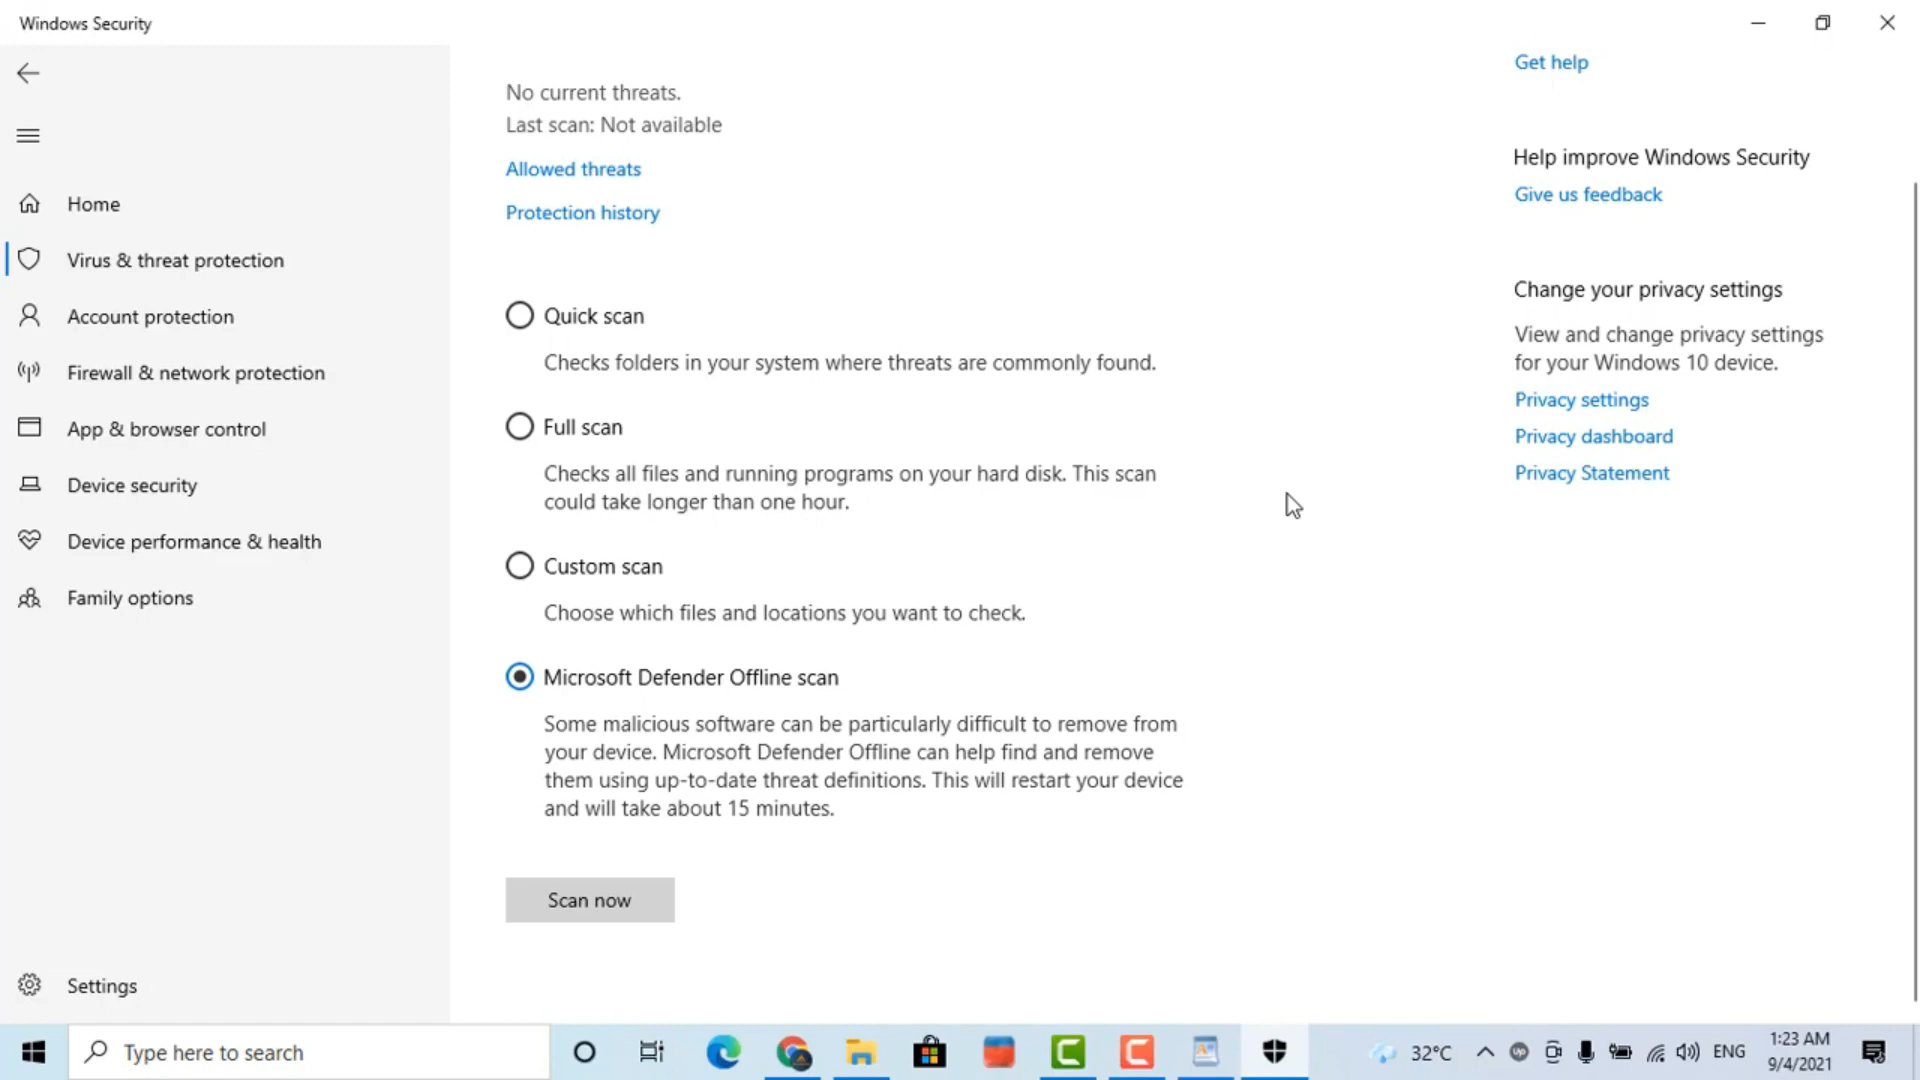 Windows Security
Home
Virus & threat protection
Account protection
Firewall & network protection
App & browser control
Device security
Device performance & health
Family options
Settings
No current threats.
Last scan: Not available
Allowed threats
Protection history
Quick scan
Checks folders in your system where threats are commonly found.
Full scan
Checks all files and running programs on your hard disk. This scan
could take longer than one hour.
Custom scan
Choose which files and locations you want to check.
Microsoft Defender Offline scan
Some malicious software can be particularly difficult to remove from
your device. Microsoft Defender Offline can help find and remove
them using up-to-date threat definitions. This will restart your device
and will take about 15 minutes.
Scan now
Get help
Help improve Windows Security
Give us feedback
Change your privacy settings
View and change privacy settings
for your Windows 10 device.
Privacy settings
Privacy dashboard
Privacy Statement
Type here to search
32°C
ENG
1:23 AM
9/4/2021